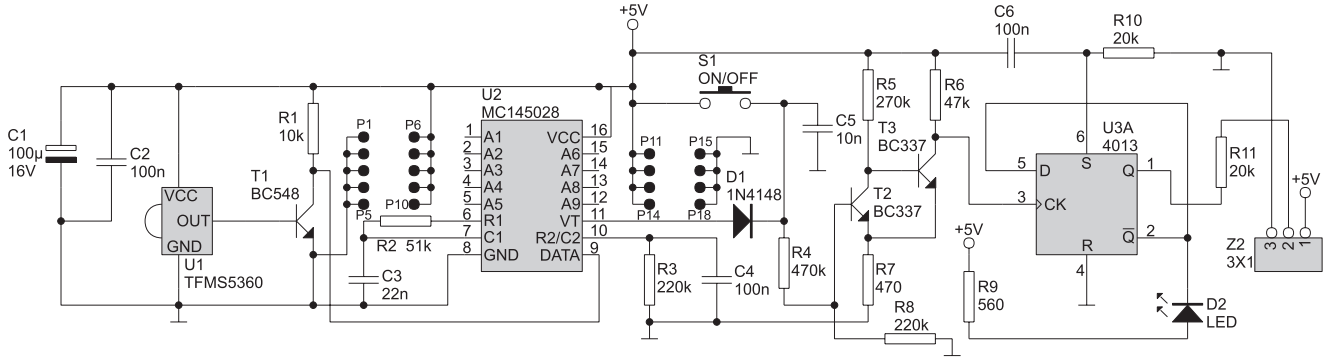 +5V
C6
100n
R10
20k
S1
ON/OFF
R5
270k
R6
47k
C1
100µ
16V
C2
100n
R1
10k
U2
MC145028
P1
P6
P5
P10
1 A1
2 A2
3 A3
4 A4
5 A5
6 R1
7 C1
8 GND
VCC 16
A6 15
A7 14
A8 13
A9 12
VT 11
R2/C2 10
DATA 9
P11
P15
P14
P18
C5
10n
D1
1N4148
T3
BC337
T2
BC337
6
U3A
4013
S
5 D
Q 1
3 CK
Q 2
R
4
R11
20k
+5V
T1
BC548
VCC
OUT
GND
U1
TFMS5360
R2 51k
C3
22n
R3
220k
C4
100n
R4
470k
R7
470
R8
220k
+5V
R9
560
D2
LED
Z2
3X1
3
2
1